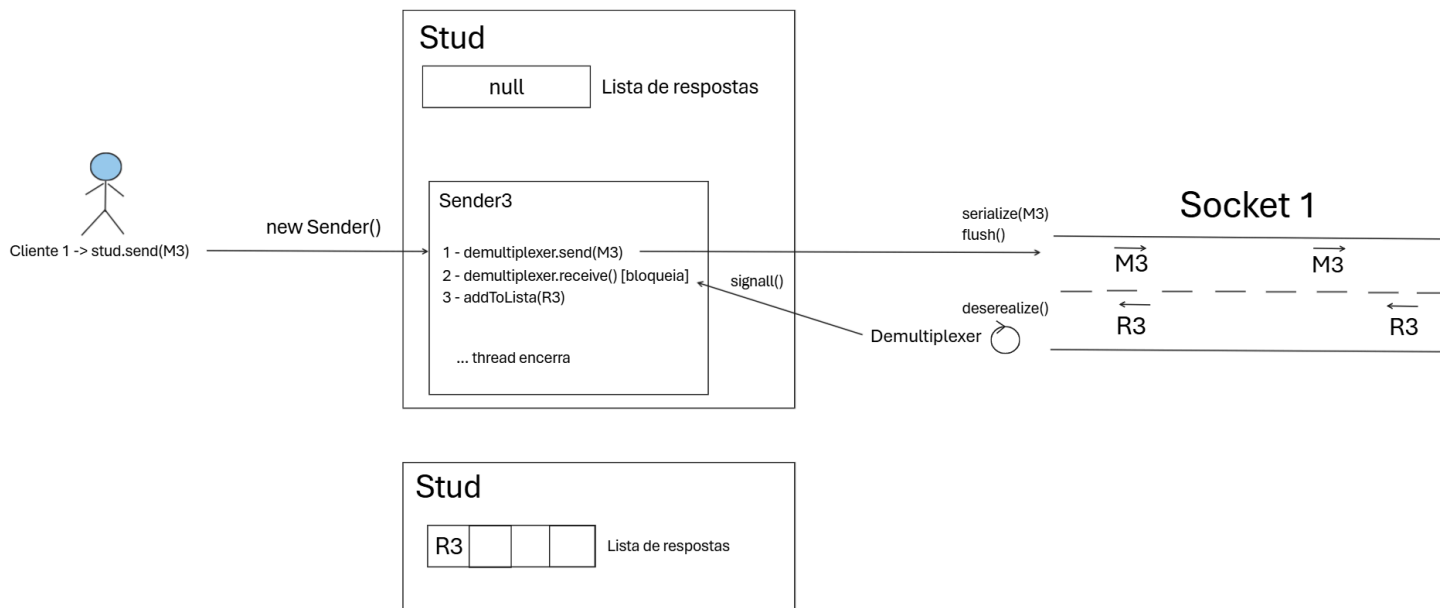 Stud
null
Lista de respostas
Sender3
new Sender()
Cliente 1 -> stud.send(M3)
1 - demultiplexer.send(M3)
2 - demultiplexer.receive() [bloqueia]
3 - addToLista(R3)
... thread encerra
signall()
serialize(M3)
flush()
deserealize()
Demultiplexer
Socket 1
M3
M3
R3
R3
Stud
R3
Lista de respostas